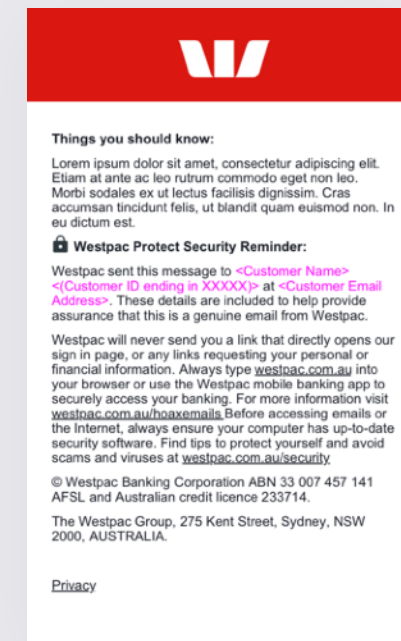 Things you should know:
Lorem ipsum dolor sit amet, consectetur adipiscing elit.
Etiam at ante ac leo rutrum commodo eget non leo.
Morbi sodales ex ut lectus facilisis dignissim. Cras
accumsan tincidunt felis, ut blandit quam euismod non. In
eu dictum est.
Westpac Protect Security Reminder:
Westpac sent this message to <Customer Name>
<(Customer ID ending in XXXXX)> at <Customer Email
Address>. These details are included to help provide
assurance that this is a genuine email from Westpac.
Westpac will never send you a link that directly opens our
sign in page, or any links requesting your personal or
financial information. Always type westpac.com.au into
your browser or use the Westpac mobile banking app to
securely access your banking. For more information visit
westpac.com.au/hoaxemails Before accessing emails or
the Internet, always ensure your computer has up-to-date
security software. Find tips to protect yourself and avoid
scams and viruses at westpac.com.au/security
© Westpac Banking Corporation ABN 33 007 457 141
AFSL and Australian credit licence 233714.
The Westpac Group, 275 Kent Street, Sydney, NSW
2000, AUSTRALIA.
Privacy